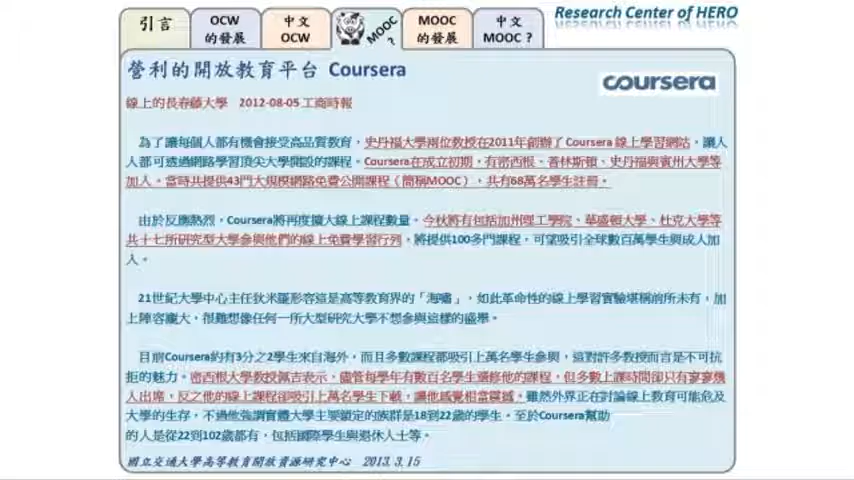 Research Center of HERO
引言
OCW
的發展
中文
OCW
MOOC
?
MOOC
的發展
中文
MOOC ?
營利的開放教育平台 Coursera
coursera
線上的長春藤大學 2012-08-05 工商時報
為了讓每個人都有機會接受高品質教育，史丹福大學兩位教授在2011年創辦了 Coursera 線上學習網站，讓人
人都可透過網路學習頂尖大學開設的課程。Coursera在成立初期，有密西根、普林斯頓、史丹福與賓州大學等
加入。當時共提供43門大規模網路免費公開課程（簡稱MOOC），共有68萬名學生註冊。
由於反應熱烈，Coursera將再度擴大線上課程數量。今秋將有包括加州理工學院、華盛頓大學、杜克大學等
共十七所研究型大學參與他們的線上免費學習行列，將提供100多門課程，可望吸引全球數百萬學生與成人加
入。
21世紀大學中心主任狄米羅形容這是高等教育界的「海嘯」，如此革命性的線上學習實驗堪稱前所未有，加
上陣容龐大，很難想像任何一所大型研究大學不想參與這樣的盛舉。
目前Coursera約有3分之2學生來自海外，而且多數課程都吸引上萬名學生參與，這對許多教授而言是不可抗
拒的魅力。密西根大學教授佩吉表示，儘管每學年有數百名學生選修他的課程，但多數上課時間卻只有寥寥幾
人出席，反之他的線上課程卻吸引上萬名學生下載，讓他感覺相當震撼。雖然外界正在討論線上教育可能危及
大學的生存，不過他強調實體大學主要鎖定的族群是18到22歲的學生。至於Coursera幫助
的人是從22到102歲都有，包括國際學生與退休人士等。
國立交通大學高等教育開放資源研究中心 2013.3.15